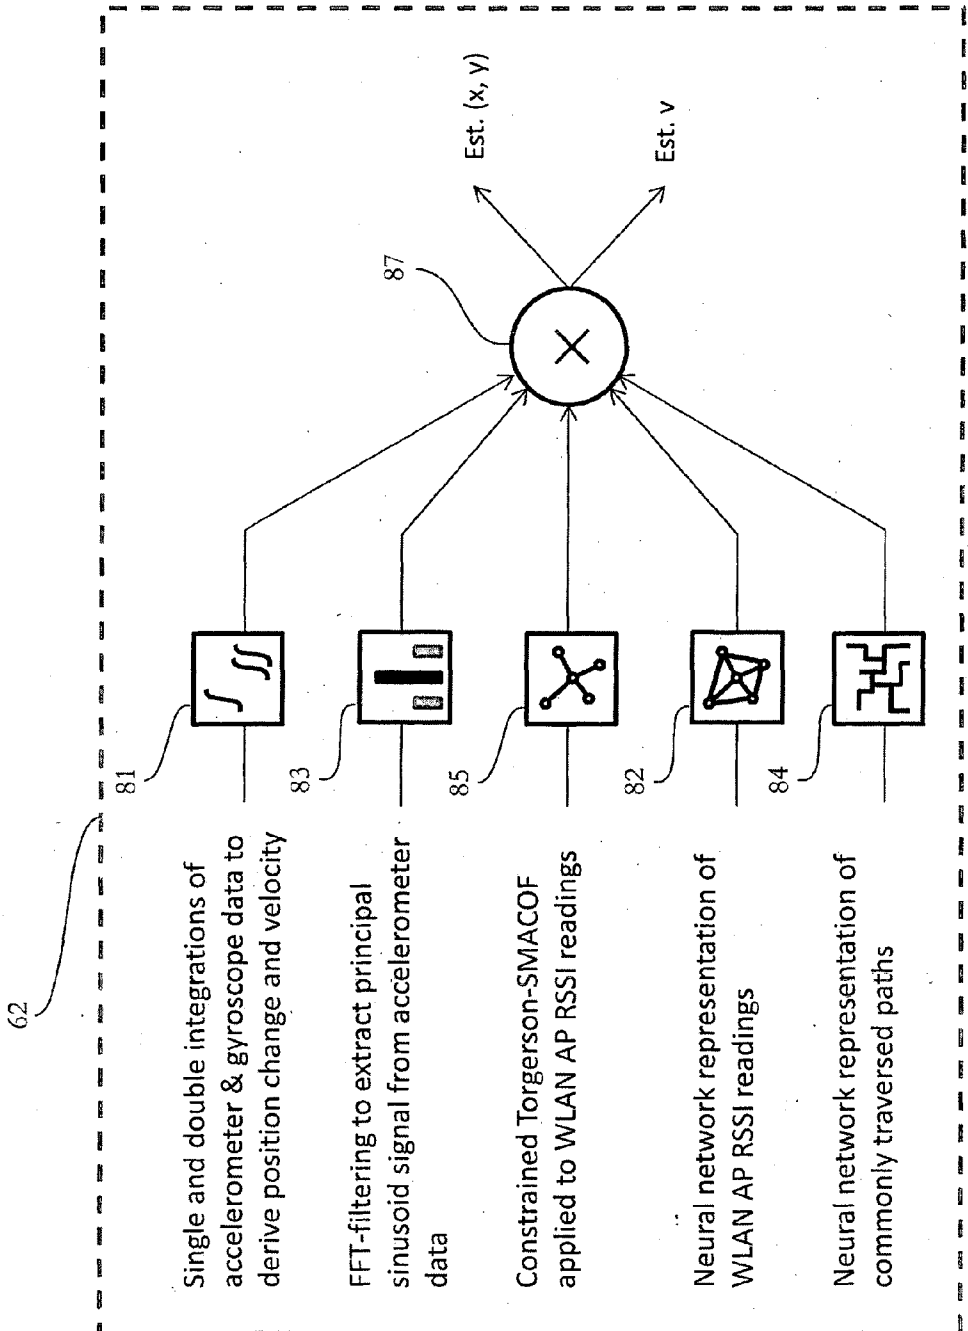 62
Single and double integrations of
accelerometer & gyroscope data to
derive position change and velocity
81
FFT-filtering to extract principal
sinusoid signal from accelerometer
data
83
Constrained Torgerson-SMACOF
applied to WLAN AP RSSI readings
85
Neural network representation of
WLAN AP RSSI readings
82
Neural network representation of
commonly traversed paths
84
87
Est. (x, y)
Est. v